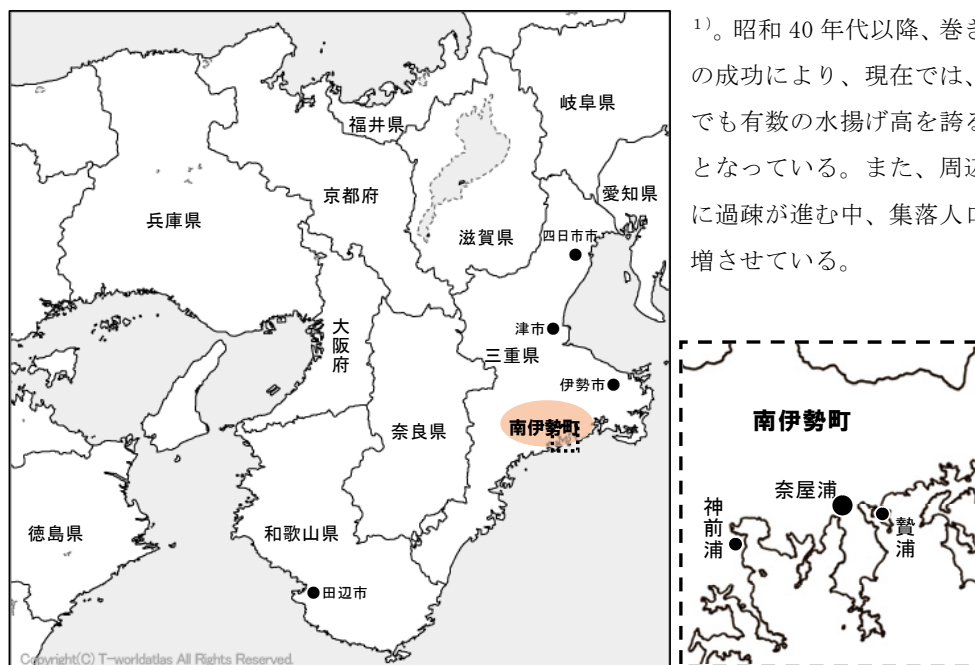 1)。昭和 40 年代以降、巻き
の成功により、現在では、
でも有数の水揚げ高を誇る
となっている。また、周辺
に過疎が進む中、集落人口
増させている。
岐阜県
福井県
京都府
愛知県
兵庫県
滋賀県
四日市市
大阪府
津市
三重県
伊勢市
南伊勢町
奈良県
徳島県
和歌山県
田辺市
Copyright(C) T-worldatlas All Rights Reserved.
南伊勢町
奈屋浦
神前浦
贄浦